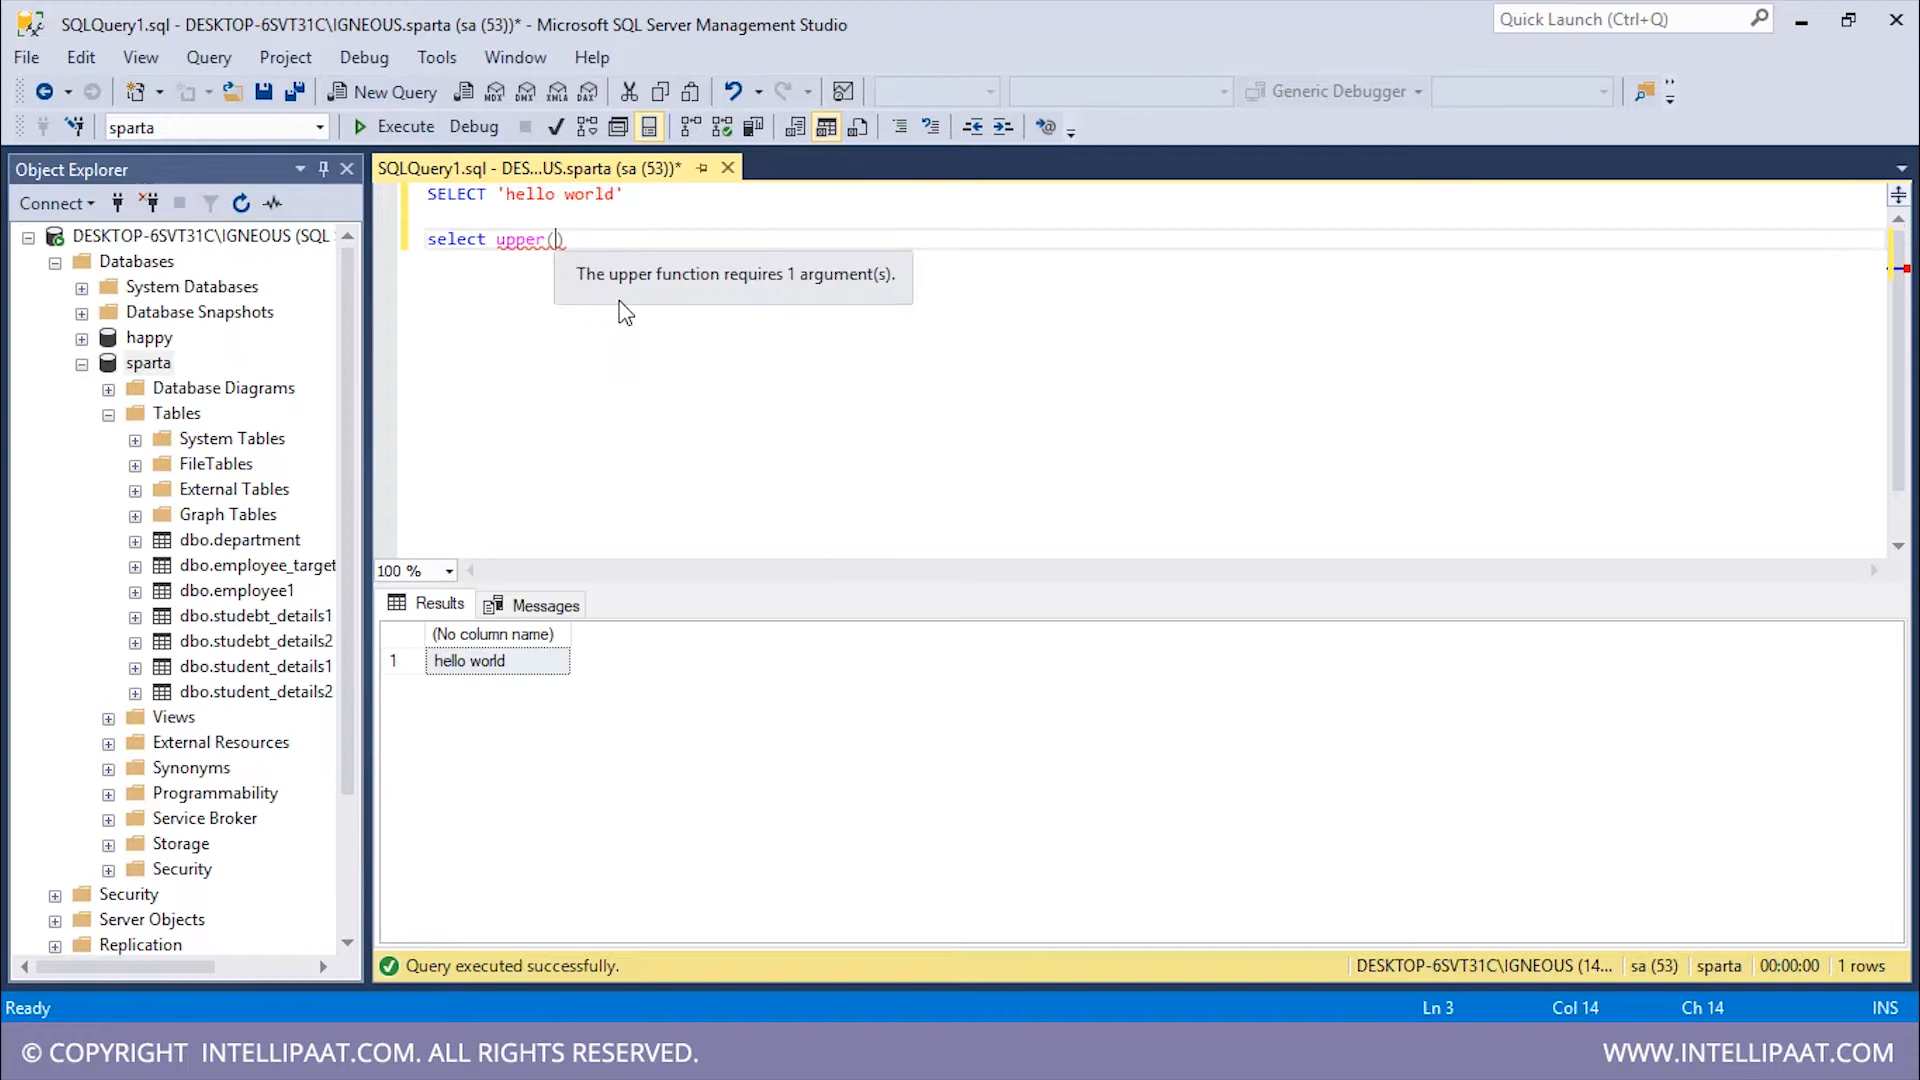 SQLQuery1.sql - DESKTOP-6SVT31C\IGNEOUS.sparta (sa (53))* - Microsoft SQL Server Management Studio
Quick Launch (Ctrl+Q)
File Edit View Query Project Debug Tools Window Help
New Query MDX DMX XMLA DAX Generic Debugger
sparta Execute Debug
Object Explorer
SQLQuery1.sql - DES...US.sparta (sa (53))*
Connect
DESKTOP-6SVT31C\IGNEOUS (SQL
Databases
System Databases
Database Snapshots
happy
sparta
Database Diagrams
Tables
System Tables
FileTables
External Tables
Graph Tables
dbo.department
dbo.employee_target
dbo.employee1
dbo.studebt_details1
dbo.studebt_details2
dbo.student_details1
dbo.student_details2
Views
External Resources
Synonyms
Programmability
Service Broker
Storage
Security
Security
Server Objects
Replication
SELECT 'hello world'
select upper()
The upper function requires 1 argument(s).
100 %
Results Messages
(No column name)
1 hello world
Query executed successfully. DESKTOP-6SVT31C\IGNEOUS (14... sa (53) sparta 00:00:00 1 rows
Ready Ln 3 Col 14 Ch 14 INS
© COPYRIGHT INTELLIPAAT.COM. ALL RIGHTS RESERVED. WWW.INTELLIPAAT.COM